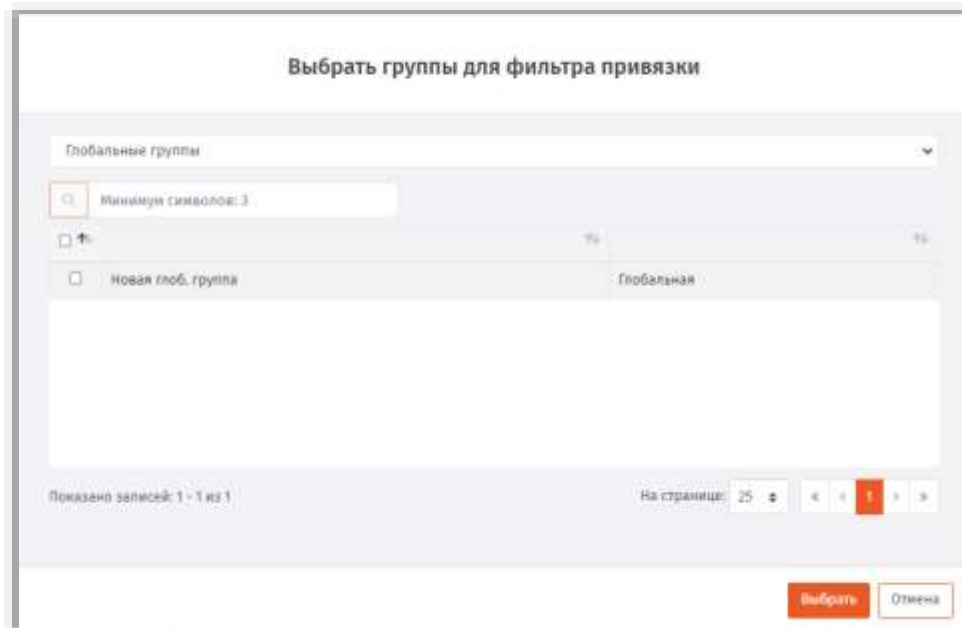 Выбрать группы для фильтра привязки
Глобальные группы
Минимум символов: 3
Новая глоб. группа Глобальная
Показано записей: 1 - 1 из 1 На странице: 25 « ‹ 1 › »
Выбрать Отмена